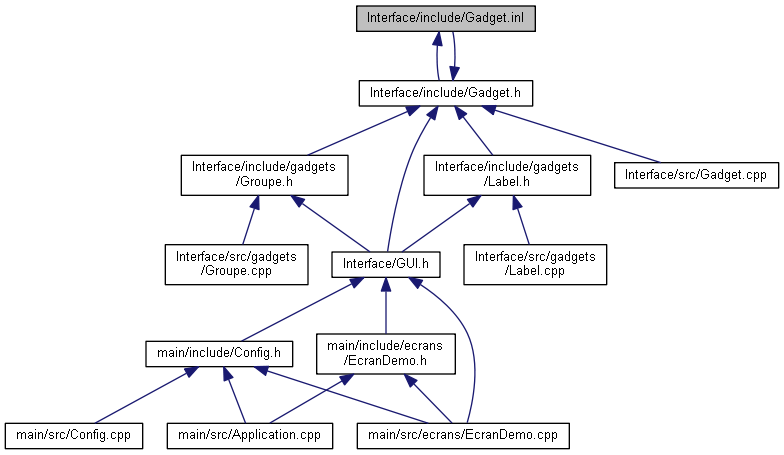 Interface/include/Gadget.inl
Interface/include/Gadget.h
Interface/include/gadgets
/Groupe.h
Interface/include/gadgets
/Label.h
Interface/src/Gadget.cpp
Interface/src/gadgets
/Groupe.cpp
Interface/GUI.h
Interface/src/gadgets
/Label.cpp
main/include/Config.h
main/include/ecrans
/EcranDemo.h
main/src/Config.cpp
main/src/Application.cpp
main/src/ecrans/EcranDemo.cpp